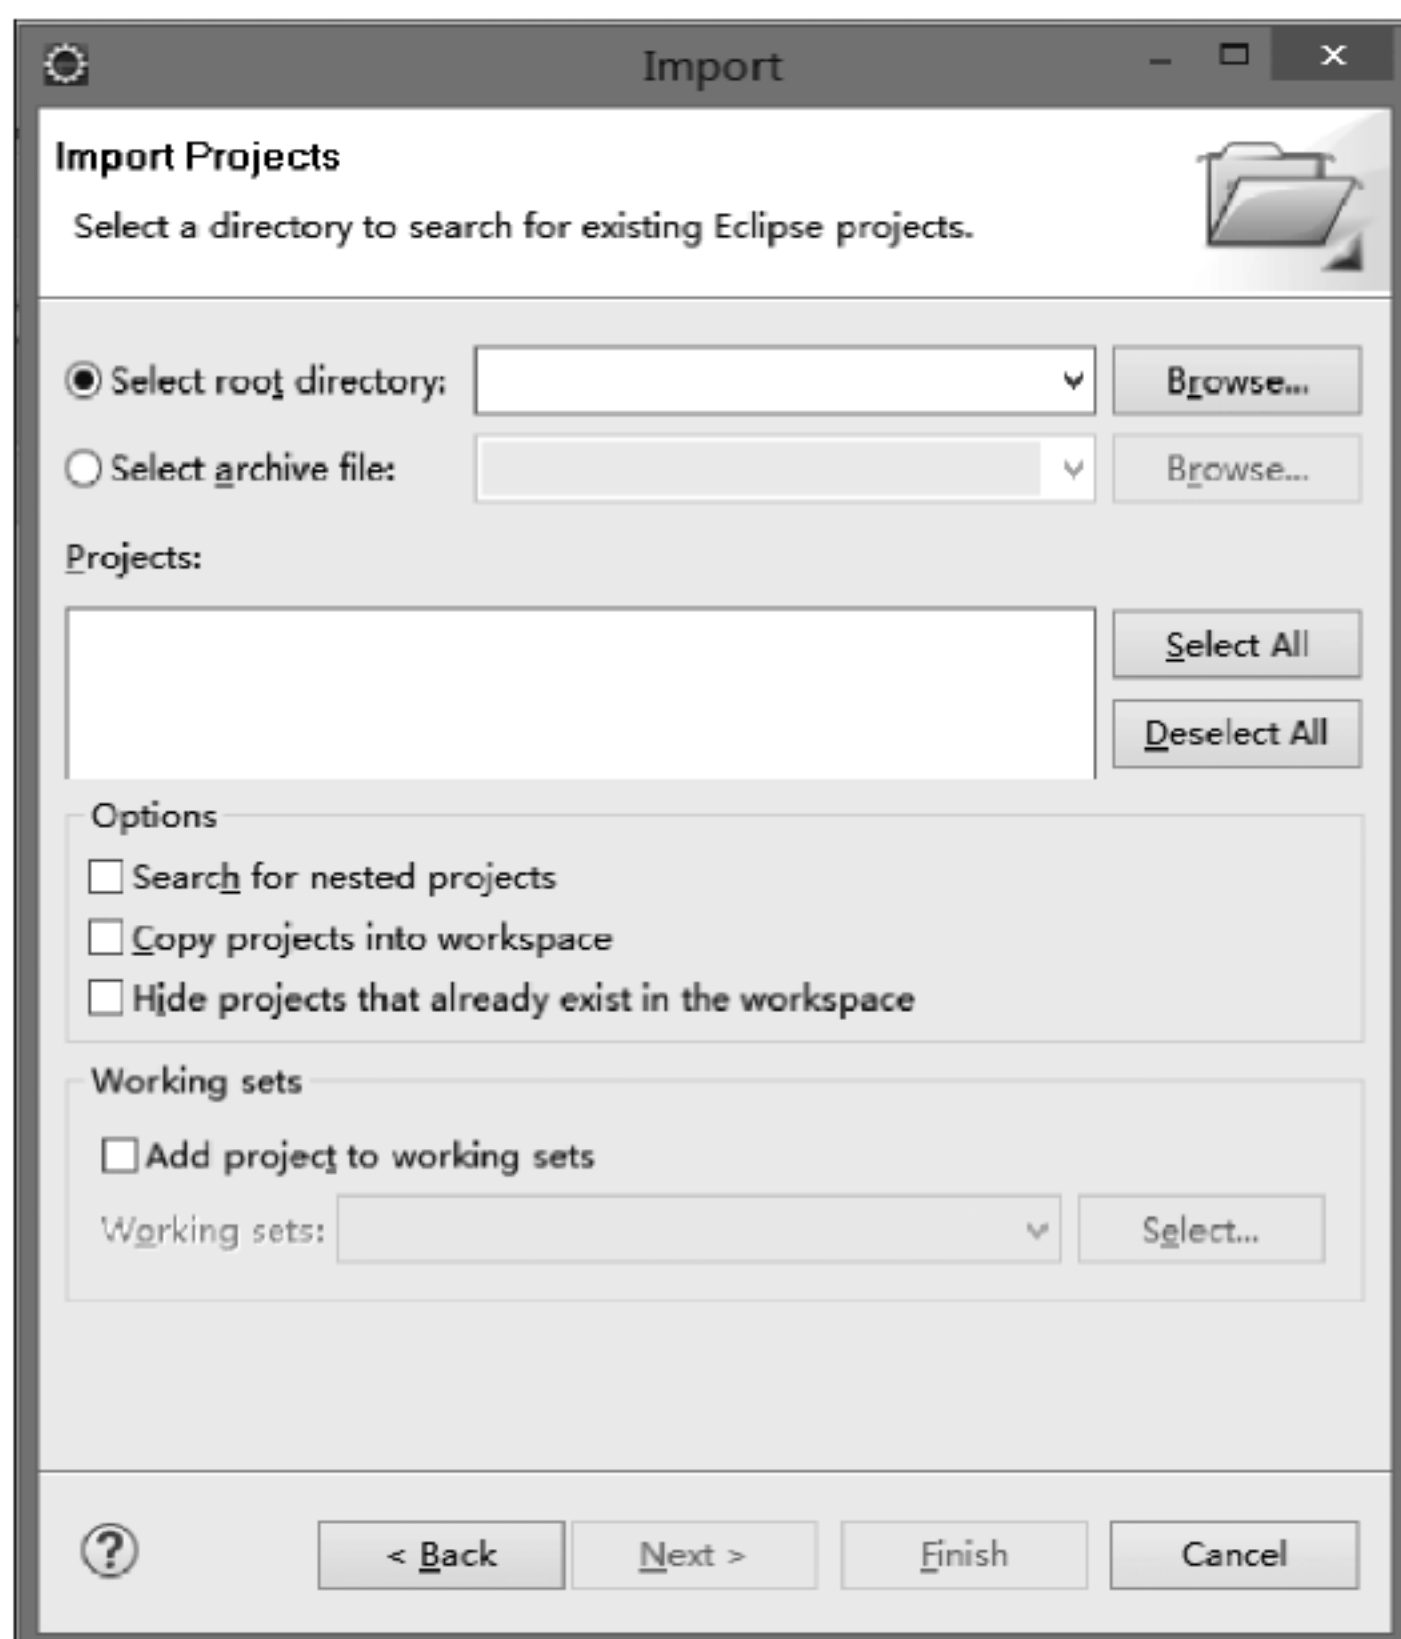 Import
Import Projects
Select a directory to search for existing Eclipse projects.
Select root directory: Browse...
Select archive file: Browse...
Projects:
Select All
Deselect All
Options
Search for nested projects
Copy projects into workspace
Hide projects that already exist in the workspace
Working sets
Add project to working sets
Working sets: Select...
< Back Next > Finish Cancel